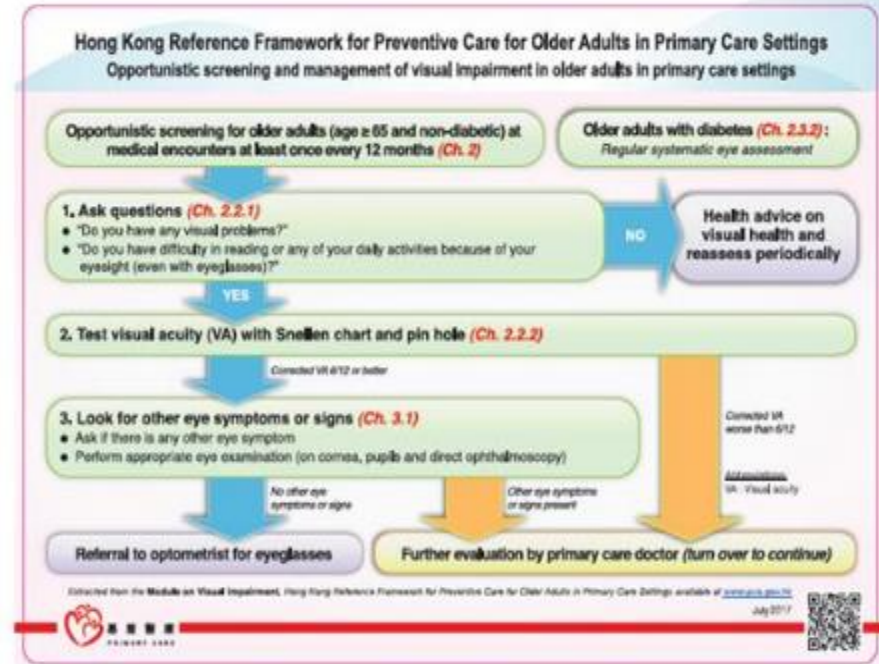 Hong Kong Reference Framework for Preventive Care for Older Adults in Primary Care Settings
Opportunistic screening and management of visual impairment in older adults in primary care settings
Opportunistic screening for older adults (age ≥ 65 and non-diabetic) at
medical encounters at least once every 12 months (Ch. 2)
Older adults with diabetes (Ch. 2.3.2) :
Regular systematic eye assessment
1. Ask questions (Ch. 2.2.1)
● "Do you have any visual problems?"
● "Do you have difficulty in reading or any of your daily activities because of your
eyesight (even with eyeglasses)?"
NO
Health advice on
visual health and
reassess periodically
YES
2. Test visual acuity (VA) with Snellen chart and pin hole (Ch. 2.2.2)
Corrected VA 6/12 or better
3. Look for other eye symptoms or signs (Ch. 3.1)
● Ask if there is any other eye symptom
● Perform appropriate eye examination (on cornea, pupils and direct ophthalmoscopy)
Corrected VA
worse than 6/12
Abbreviations:
VA : Visual acuity
No other eye
symptoms or signs
Other eye symptoms
or signs present
Referral to optometrist for eyeglasses
Further evaluation by primary care doctor (turn over to continue)
Extracted from the Module on Visual Impairment, Hong Kong Reference Framework for Preventive Care for Older Adults in Primary Care Settings available at
July 2017
基層醫療
PRIMARY CARE